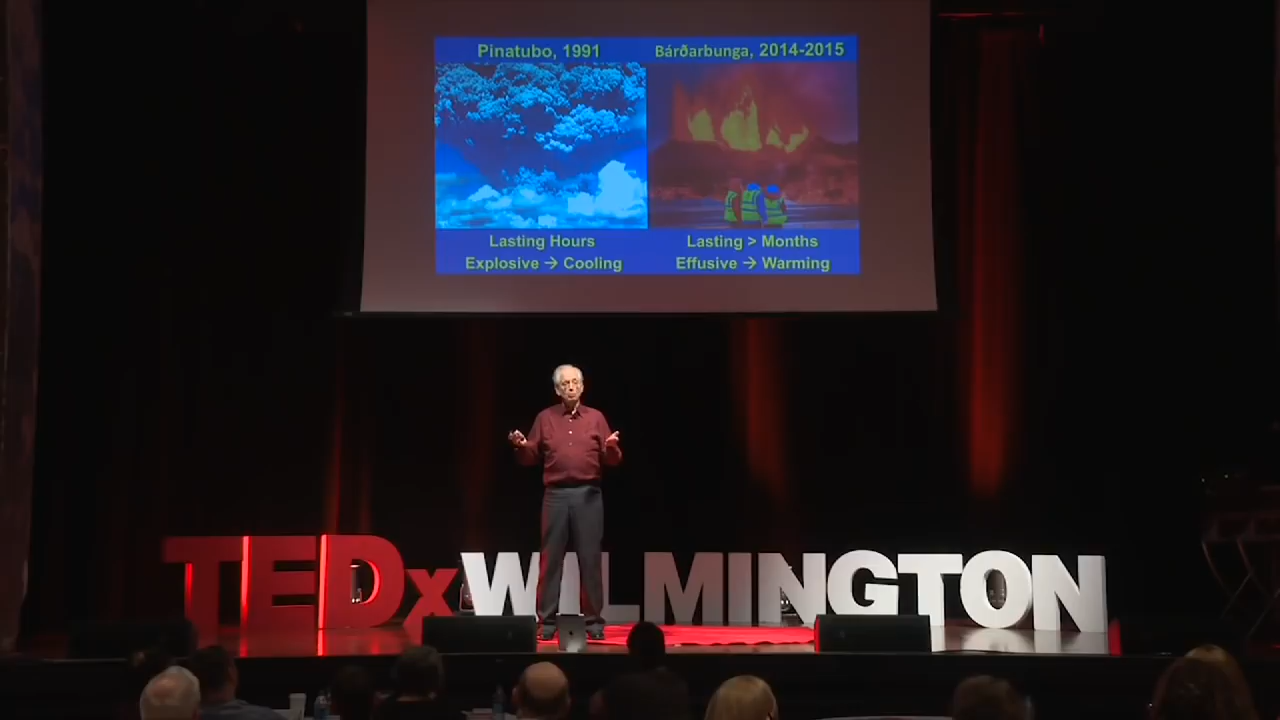 Pinatubo, 1991
Bárðarbunga, 2014-2015
Lasting Hours
Explosive → Cooling
Lasting > Months
Effusive → Warming
TEDxWILMINGTON